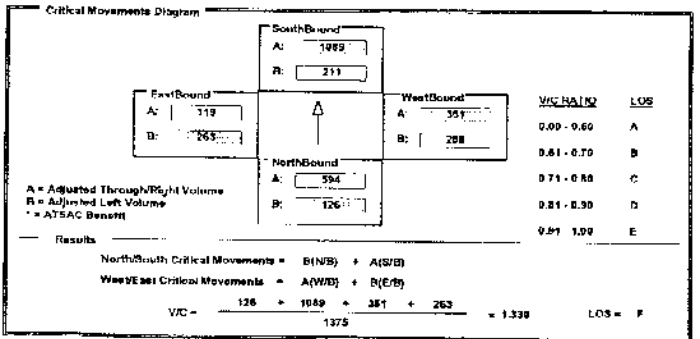 Critical Movements Diagram
SouthBound
A: 1089
B: 211
EastBound
A: 319
B: 263
WestBound
A: 351
B: 288
NorthBound
A: 594
B: 126
V/C RATIO LOS
0.00 - 0.60 A
0.61 - 0.70 B
0.71 - 0.80 C
0.81 - 0.90 D
0.91 - 1.00 E
A = Adjusted Through/Right Volume
B = Adjusted Left Volume
* = ATSAC Benefit
Results
North/South Critical Movements = B(N/B) + A(S/B)
West/East Critical Movements = A(W/B) + B(E/B)
V/C = 126 + 1089 + 351 + 263 = 1.330 LOS = F
1375